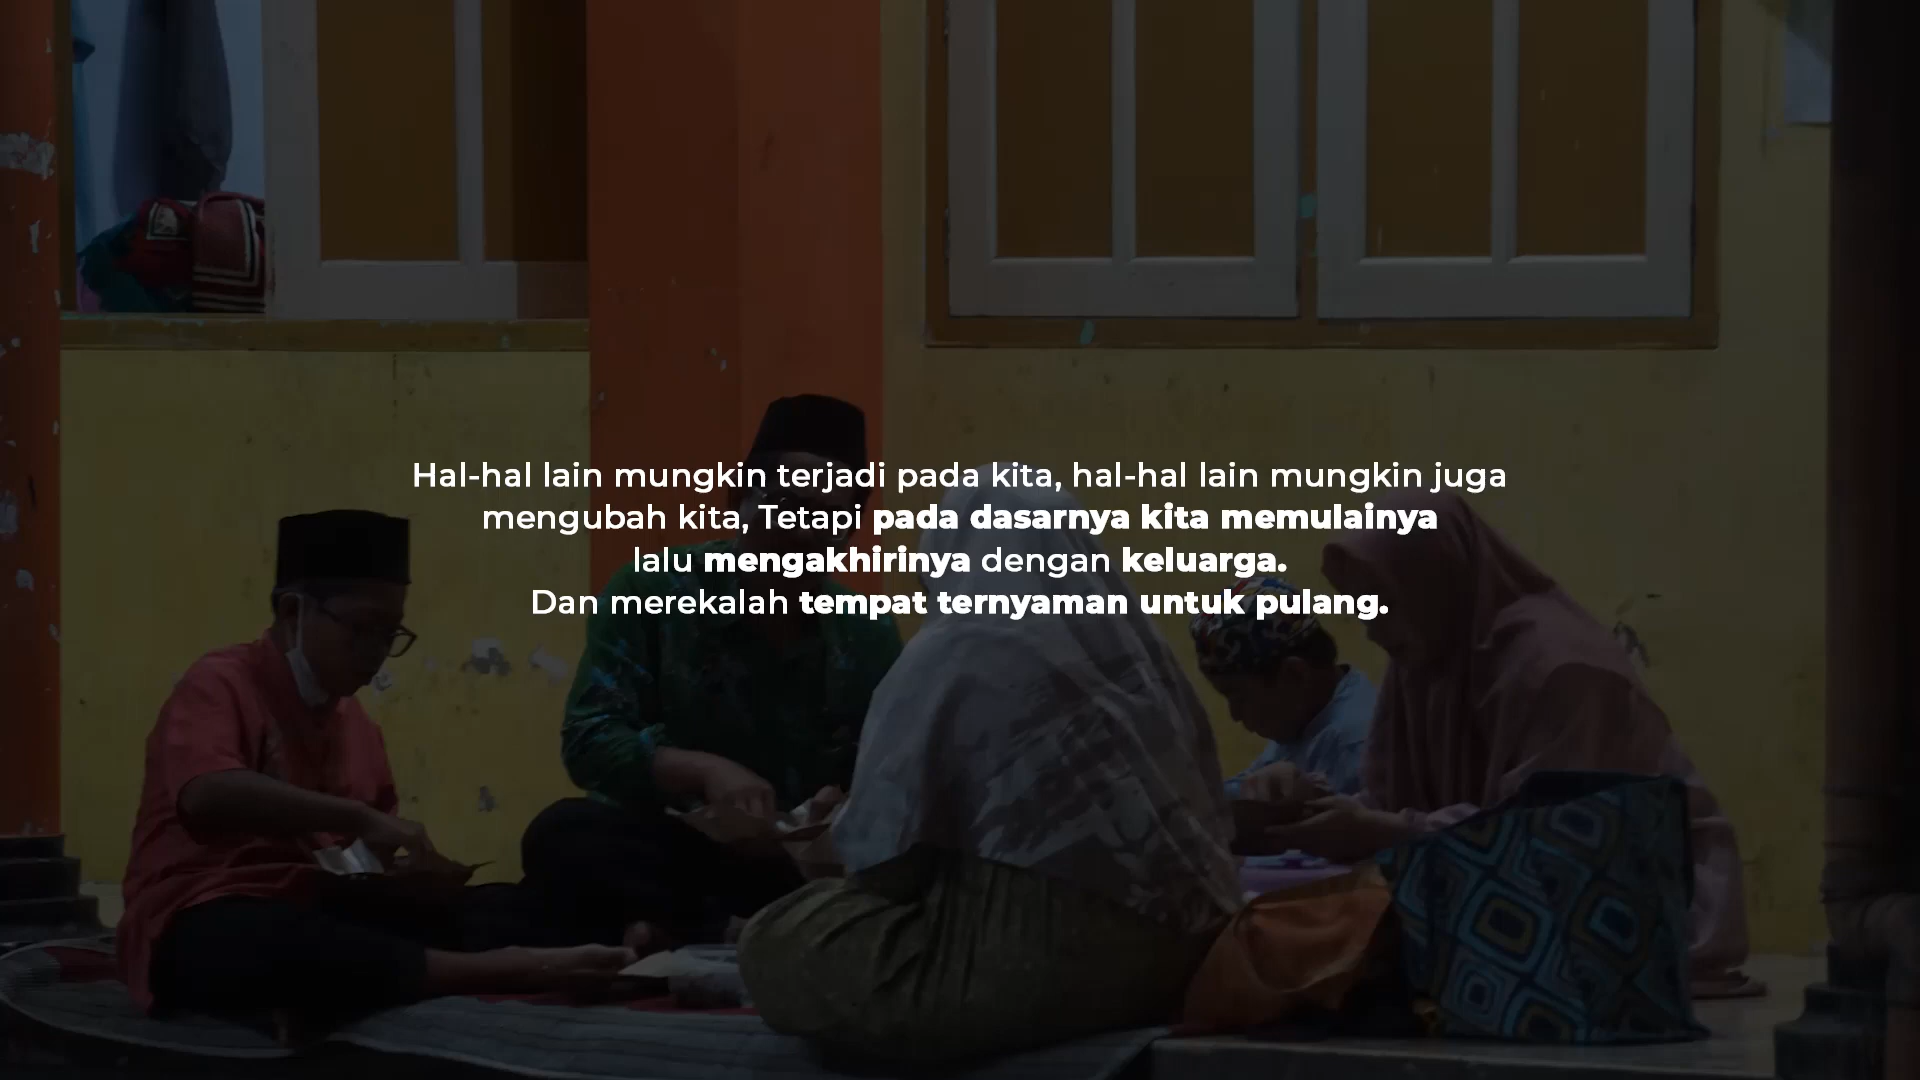 Hal-hal lain mungkin terjadi pada kita, hal-hal lain mungkin juga
mengubah kita, Tetapi pada dasarnya kita memulainya
lalu mengakhirinya dengan keluarga.
Dan merekalah tempat ternyaman untuk pulang.